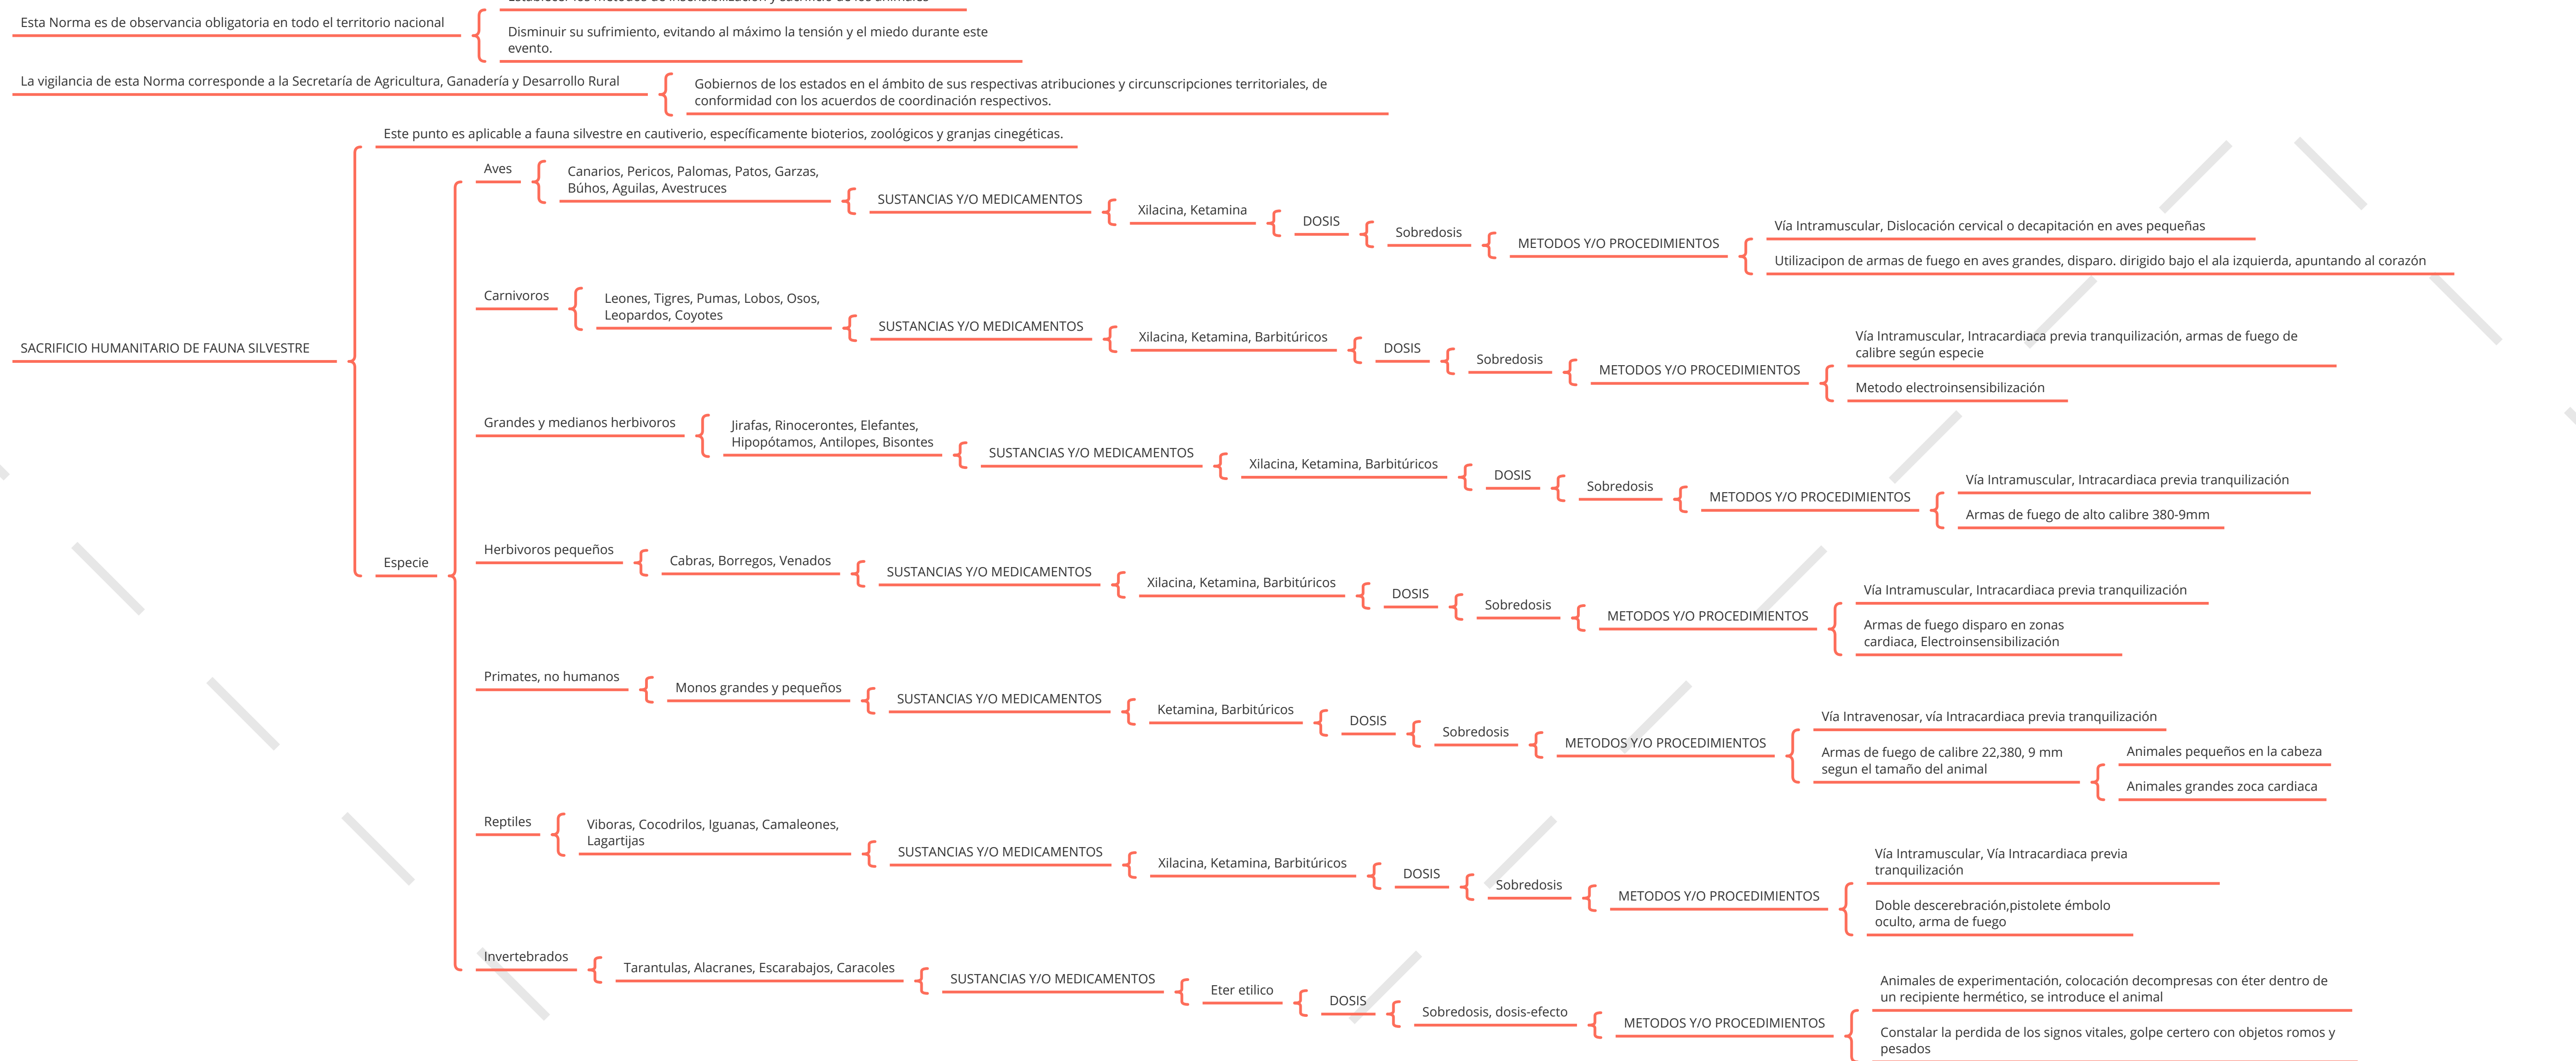 Esta Norma es de observancia obligatoria en todo el territorio nacional
Disminuir su sufrimiento, evitando al máximo la tensión y el miedo durante este
evento.
La vigilancia de esta Norma corresponde a la Secretaría de Agricultura, Ganadería y Desarrollo Rural
Gobiernos de los estados en el ámbito de sus respectivas atribuciones y circunscripciones territoriales, de
conformidad con los acuerdos de coordinación respectivos.
SACRIFICIO HUMANITARIO DE FAUNA SILVESTRE
Este punto es aplicable a fauna silvestre en cautiverio, específicamente bioterios, zoológicos y granjas cinegéticas.
Especie
Aves
Canarios, Pericos, Palomas, Patos, Garzas,
Búhos, Aguilas, Avestruces
SUSTANCIAS Y/O MEDICAMENTOS
Xilacina, Ketamina
DOSIS
Sobredosis
METODOS Y/O PROCEDIMIENTOS
Vía Intramuscular, Dislocación cervical o decapitación en aves pequeñas
Utilizacipon de armas de fuego en aves grandes, disparo. dirigido bajo el ala izquierda, apuntando al corazón
Carnivoros
Leones, Tigres, Pumas, Lobos, Osos,
Leopardos, Coyotes
SUSTANCIAS Y/O MEDICAMENTOS
Xilacina, Ketamina, Barbitúricos
DOSIS
Sobredosis
METODOS Y/O PROCEDIMIENTOS
Vía Intramuscular, Intracardiaca previa tranquilización, armas de fuego de
calibre según especie
Metodo electroinsensibilización
Grandes y medianos herbivoros
Jirafas, Rinocerontes, Elefantes,
Hipopótamos, Antilopes, Bisontes
SUSTANCIAS Y/O MEDICAMENTOS
Xilacina, Ketamina, Barbitúricos
DOSIS
Sobredosis
METODOS Y/O PROCEDIMIENTOS
Vía Intramuscular, Intracardiaca previa tranquilización
Armas de fuego de alto calibre 380-9mm
Herbivoros pequeños
Cabras, Borregos, Venados
SUSTANCIAS Y/O MEDICAMENTOS
Xilacina, Ketamina, Barbitúricos
DOSIS
Sobredosis
METODOS Y/O PROCEDIMIENTOS
Vía Intramuscular, Intracardiaca previa tranquilización
Armas de fuego disparo en zonas
cardiaca, Electroinsensibilización
Primates, no humanos
Monos grandes y pequeños
SUSTANCIAS Y/O MEDICAMENTOS
Ketamina, Barbitúricos
DOSIS
Sobredosis
METODOS Y/O PROCEDIMIENTOS
Vía Intravenosar, vía Intracardiaca previa tranquilización
Armas de fuego de calibre 22,380, 9 mm
segun el tamaño del animal
Animales pequeños en la cabeza
Animales grandes zoca cardiaca
Reptiles
Viboras, Cocodrilos, Iguanas, Camaleones,
Lagartijas
SUSTANCIAS Y/O MEDICAMENTOS
Xilacina, Ketamina, Barbitúricos
DOSIS
Sobredosis
METODOS Y/O PROCEDIMIENTOS
Vía Intramuscular, Vía Intracardiaca previa
tranquilización
Doble descerebración,pistolete émbolo
oculto, arma de fuego
Invertebrados
Tarantulas, Alacranes, Escarabajos, Caracoles
SUSTANCIAS Y/O MEDICAMENTOS
Eter etilico
DOSIS
Sobredosis, dosis-efecto
METODOS Y/O PROCEDIMIENTOS
Animales de experimentación, colocación decompresas con éter dentro de
un recipiente hermético, se introduce el animal
Constalar la perdida de los signos vitales, golpe certero con objetos romos y
pesados